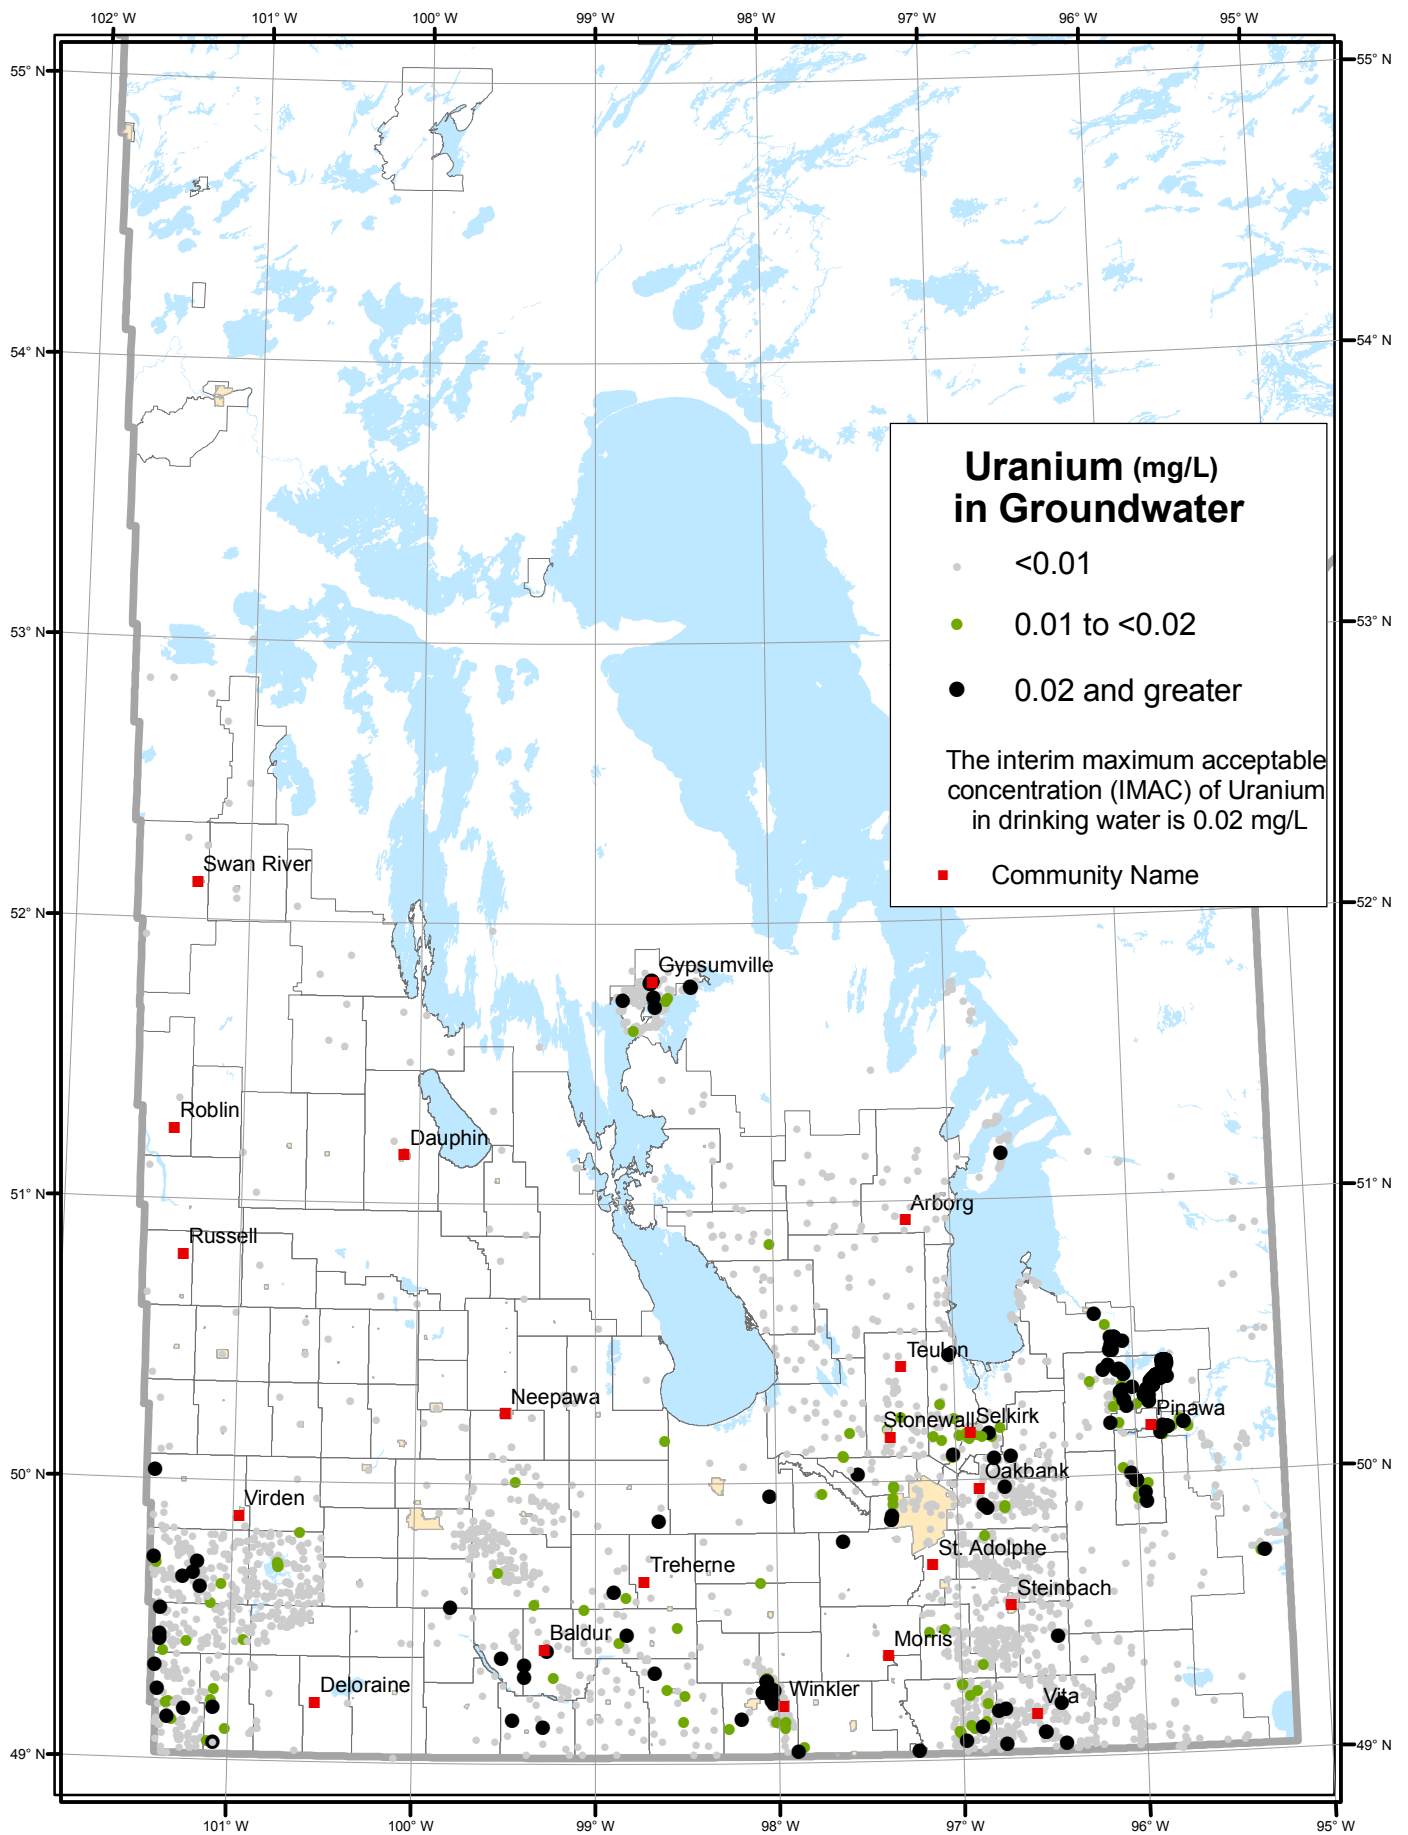 102° W 101° W 100° W 99° W 98° W 97° W 96° W 95° W
55° N 55° N
54° N 54° N
Uranium (mg/L)
in Groundwater
<0.01
0.01 to <0.02
53° N 53° N
0.02 and greater
The interim maximum acceptable
concentration (IMAC) of Uranium
in drinking water is 0.02 mg/L
Community Name
Swan River
52° N 52° N
Gypsumville
Roblin
Dauphin
51° N 51° N
Arborg
Russell
Teulon
Neepawa
Pinawa
Stonewall Selkirk
50° N 50° N
Oakbank
Virden
St. Adolphe
Treherne
Steinbach
Baldur
Morris
Deloraine
Winkler
Vita
49° N 49° N
101° W 100° W 99° W 98° W 97° W 96° W 95° W